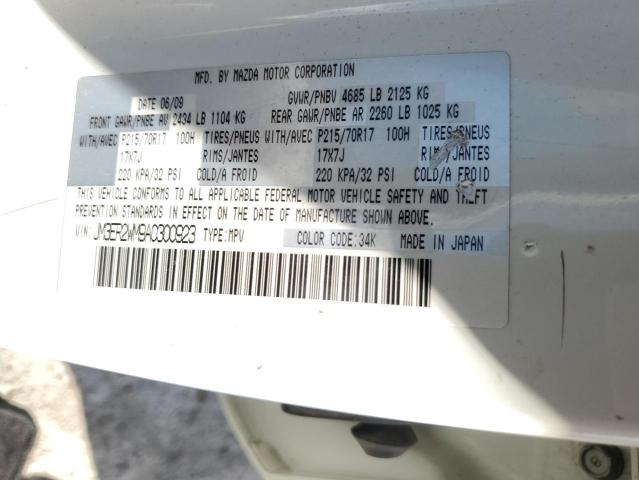 MFD. BY MAZDA MOTOR CORPORATION
DATE 06/09 GVWR/PNBV 4685 LB 2125 KG
FRONT GAWR/PNBE AV 2434 LB 1104 KG REAR GAWR/PNBE AR 2260 LB 1025 KG
WITH/AVEC P215/70R17 100H TIRES/PNEUS WITH/AVEC P215/70R17 100H TIRES/PNEUS
17X7J RIMS/JANTES 17X7J RIMS/JANTES
220 KPA/32 PSI COLD/A FROID 220 KPA/32 PSI COLD/A FROID
THIS VEHICLE CONFORMS TO ALL APPLICABLE FEDERAL MOTOR VEHICLE SAFETY AND THEFT
PREVENTION STANDARDS IN EFFECT ON THE DATE OF MANUFACTURE SHOWN ABOVE.
VIN: JM3ER2WM9A0300923 TYPE:MPV COLOR CODE:34K MADE IN JAPAN